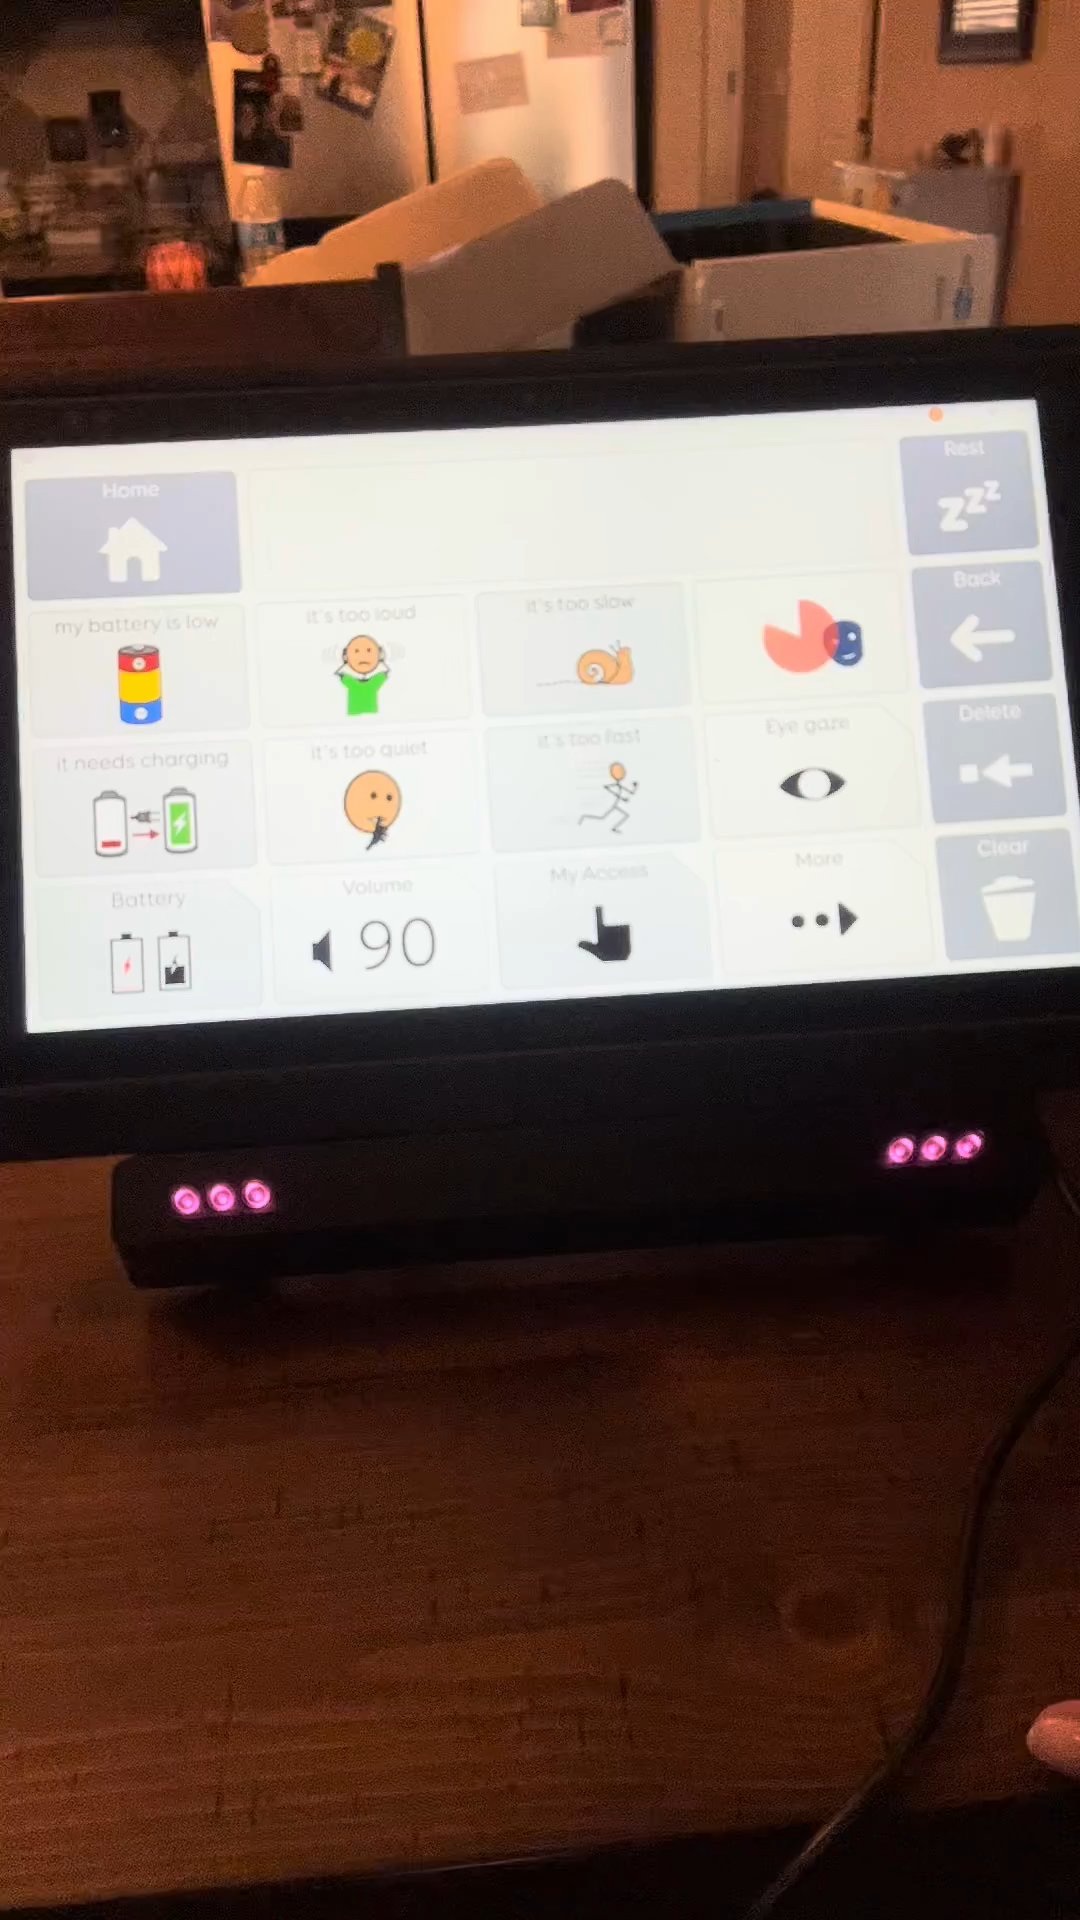 Home
Rest
zzz
my battery is low
it's too loud
it's too slow
Back
it needs charging
it's too quiet
it's too fast
Eye gaze
Delete
Battery
Volume
90
My Access
More
Clear